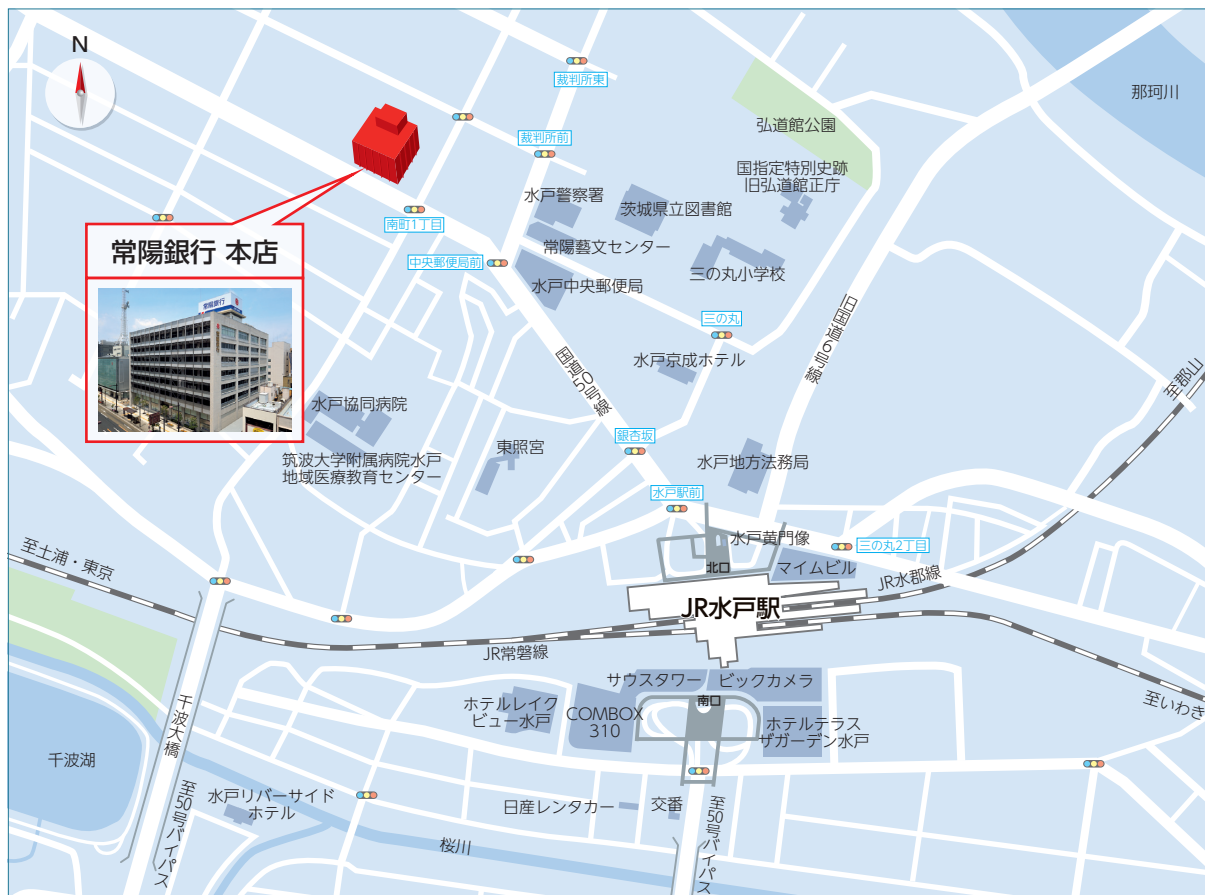 N
裁判所東
那珂川
弘道館公園
裁判所前
国指定特別史跡
旧弘道館正庁
水戸警察署
茨城県立図書館
南町1丁目
常陽藝文センター
常陽銀行 本店
中央郵便局前
三の丸小学校
水戸中央郵便局
常陽銀行
三の丸
旧国道6号線
水戸京成ホテル
国道50号線
至郡山
水戸協同病院
銀杏坂
東照宮
筑波大学附属病院水戸
地域医療教育センター
水戸地方法務局
水戸駅前
水戸黄門像
三の丸2丁目
至土浦・東京
北口
マイムビル
JR水郡線
JR水戸駅
JR常磐線
サウスタワー
ビックカメラ
至いわき
南口
ホテルレイク
ビュー水戸
COMBOX
310
ホテルテラス
ザガーデン水戸
千波大橋
千波湖
至50号バイパス
水戸リバーサイド
ホテル
日産レンタカー
交番
至50号バイパス
桜川